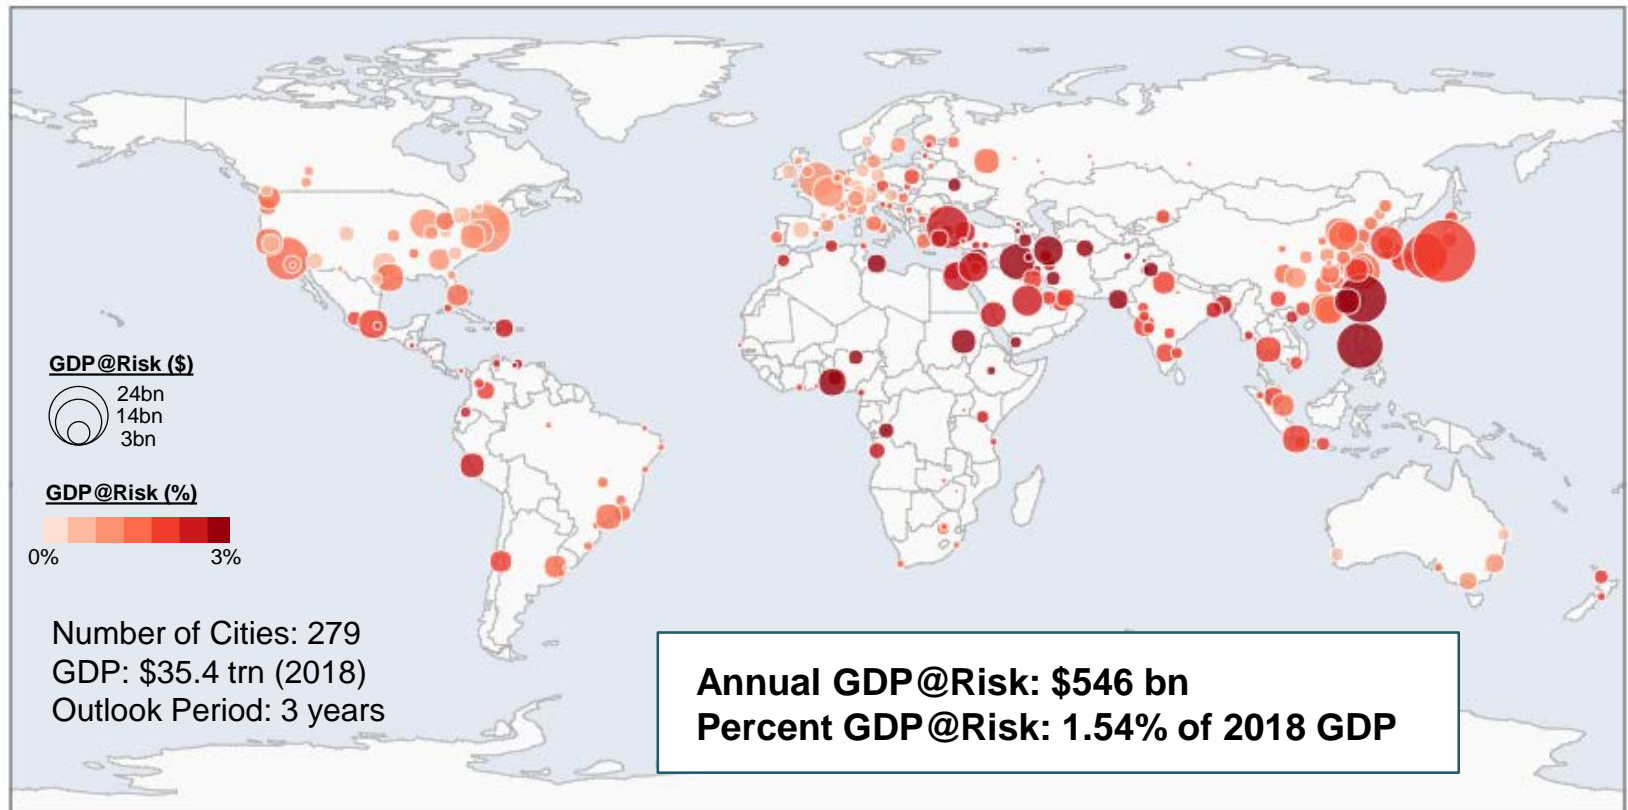 GDP@Risk ($)
24bn
14bn
3bn
GDP@Risk (%)
0% 3%
Number of Cities: 279
GDP: $35.4 trn (2018)
Outlook Period: 3 years
Annual GDP@Risk: $546 bn
Percent GDP@Risk: 1.54% of 2018 GDP